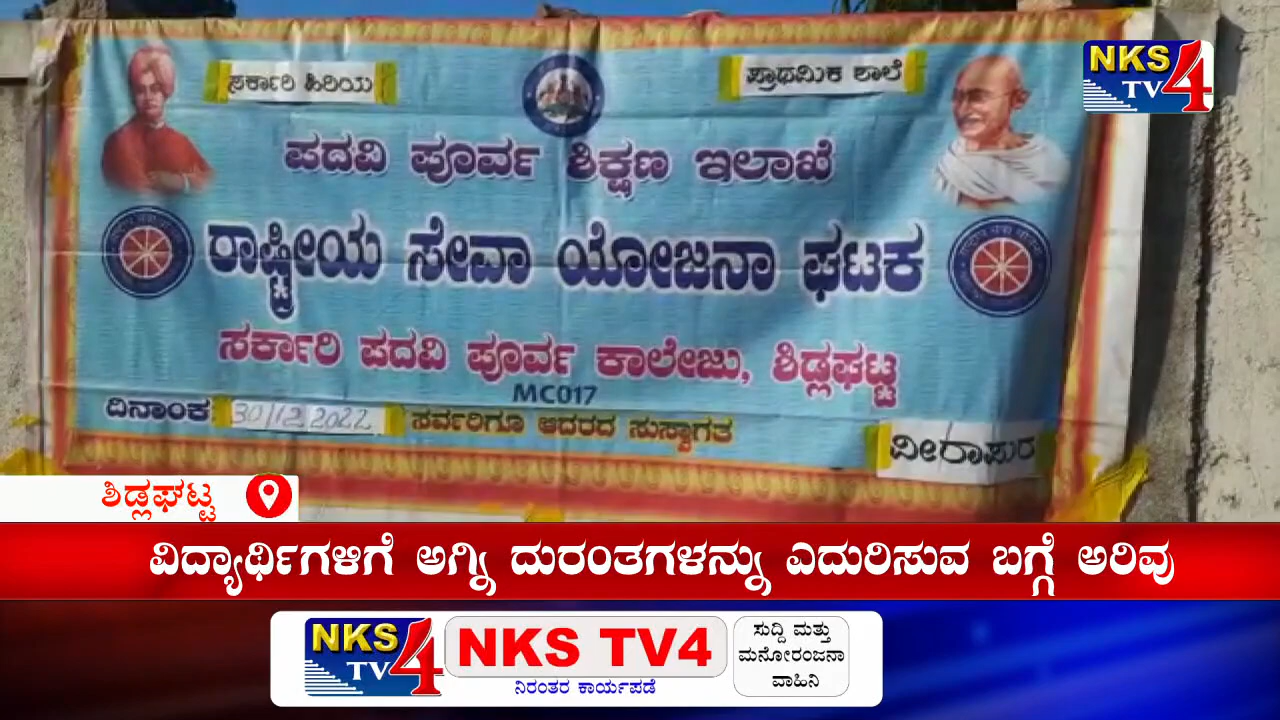 NKS
TV4
ಸರ್ಕಾರಿ ಹಿರಿಯ
ಪ್ರಾಥಮಿಕ ಶಾಲೆ
ಪದವಿ ಪೂರ್ವ ಶಿಕ್ಷಣ ಇಲಾಖೆ
ರಾಷ್ಟ್ರೀಯ ಸೇವಾ ಯೋಜನಾ ಘಟಕ
ಸರ್ಕಾರಿ ಪದವಿ ಪೂರ್ವ ಕಾಲೇಜು, ಶಿಡ್ಲಘಟ್ಟ
MC017
ದಿನಾಂಕ: 30/12/2022 ಸರ್ವರಿಗೂ ಆದರದ ಸುಸ್ವಾಗತ
ವೀರಾಪುರ
ಶಿಡ್ಲಘಟ್ಟ
ವಿದ್ಯಾರ್ಥಿಗಳಿಗೆ ಅಗ್ನಿ ದುರಂತಗಳನ್ನು ಎದುರಿಸುವ ಬಗ್ಗೆ ಅರಿವು
NKS
TV4
NKS TV4
ನಿರಂತರ ಕಾರ್ಯಪಡೆ
ಸುದ್ದಿ ಮತ್ತು
ಮನೋರಂಜನಾ
ವಾಹಿನಿ